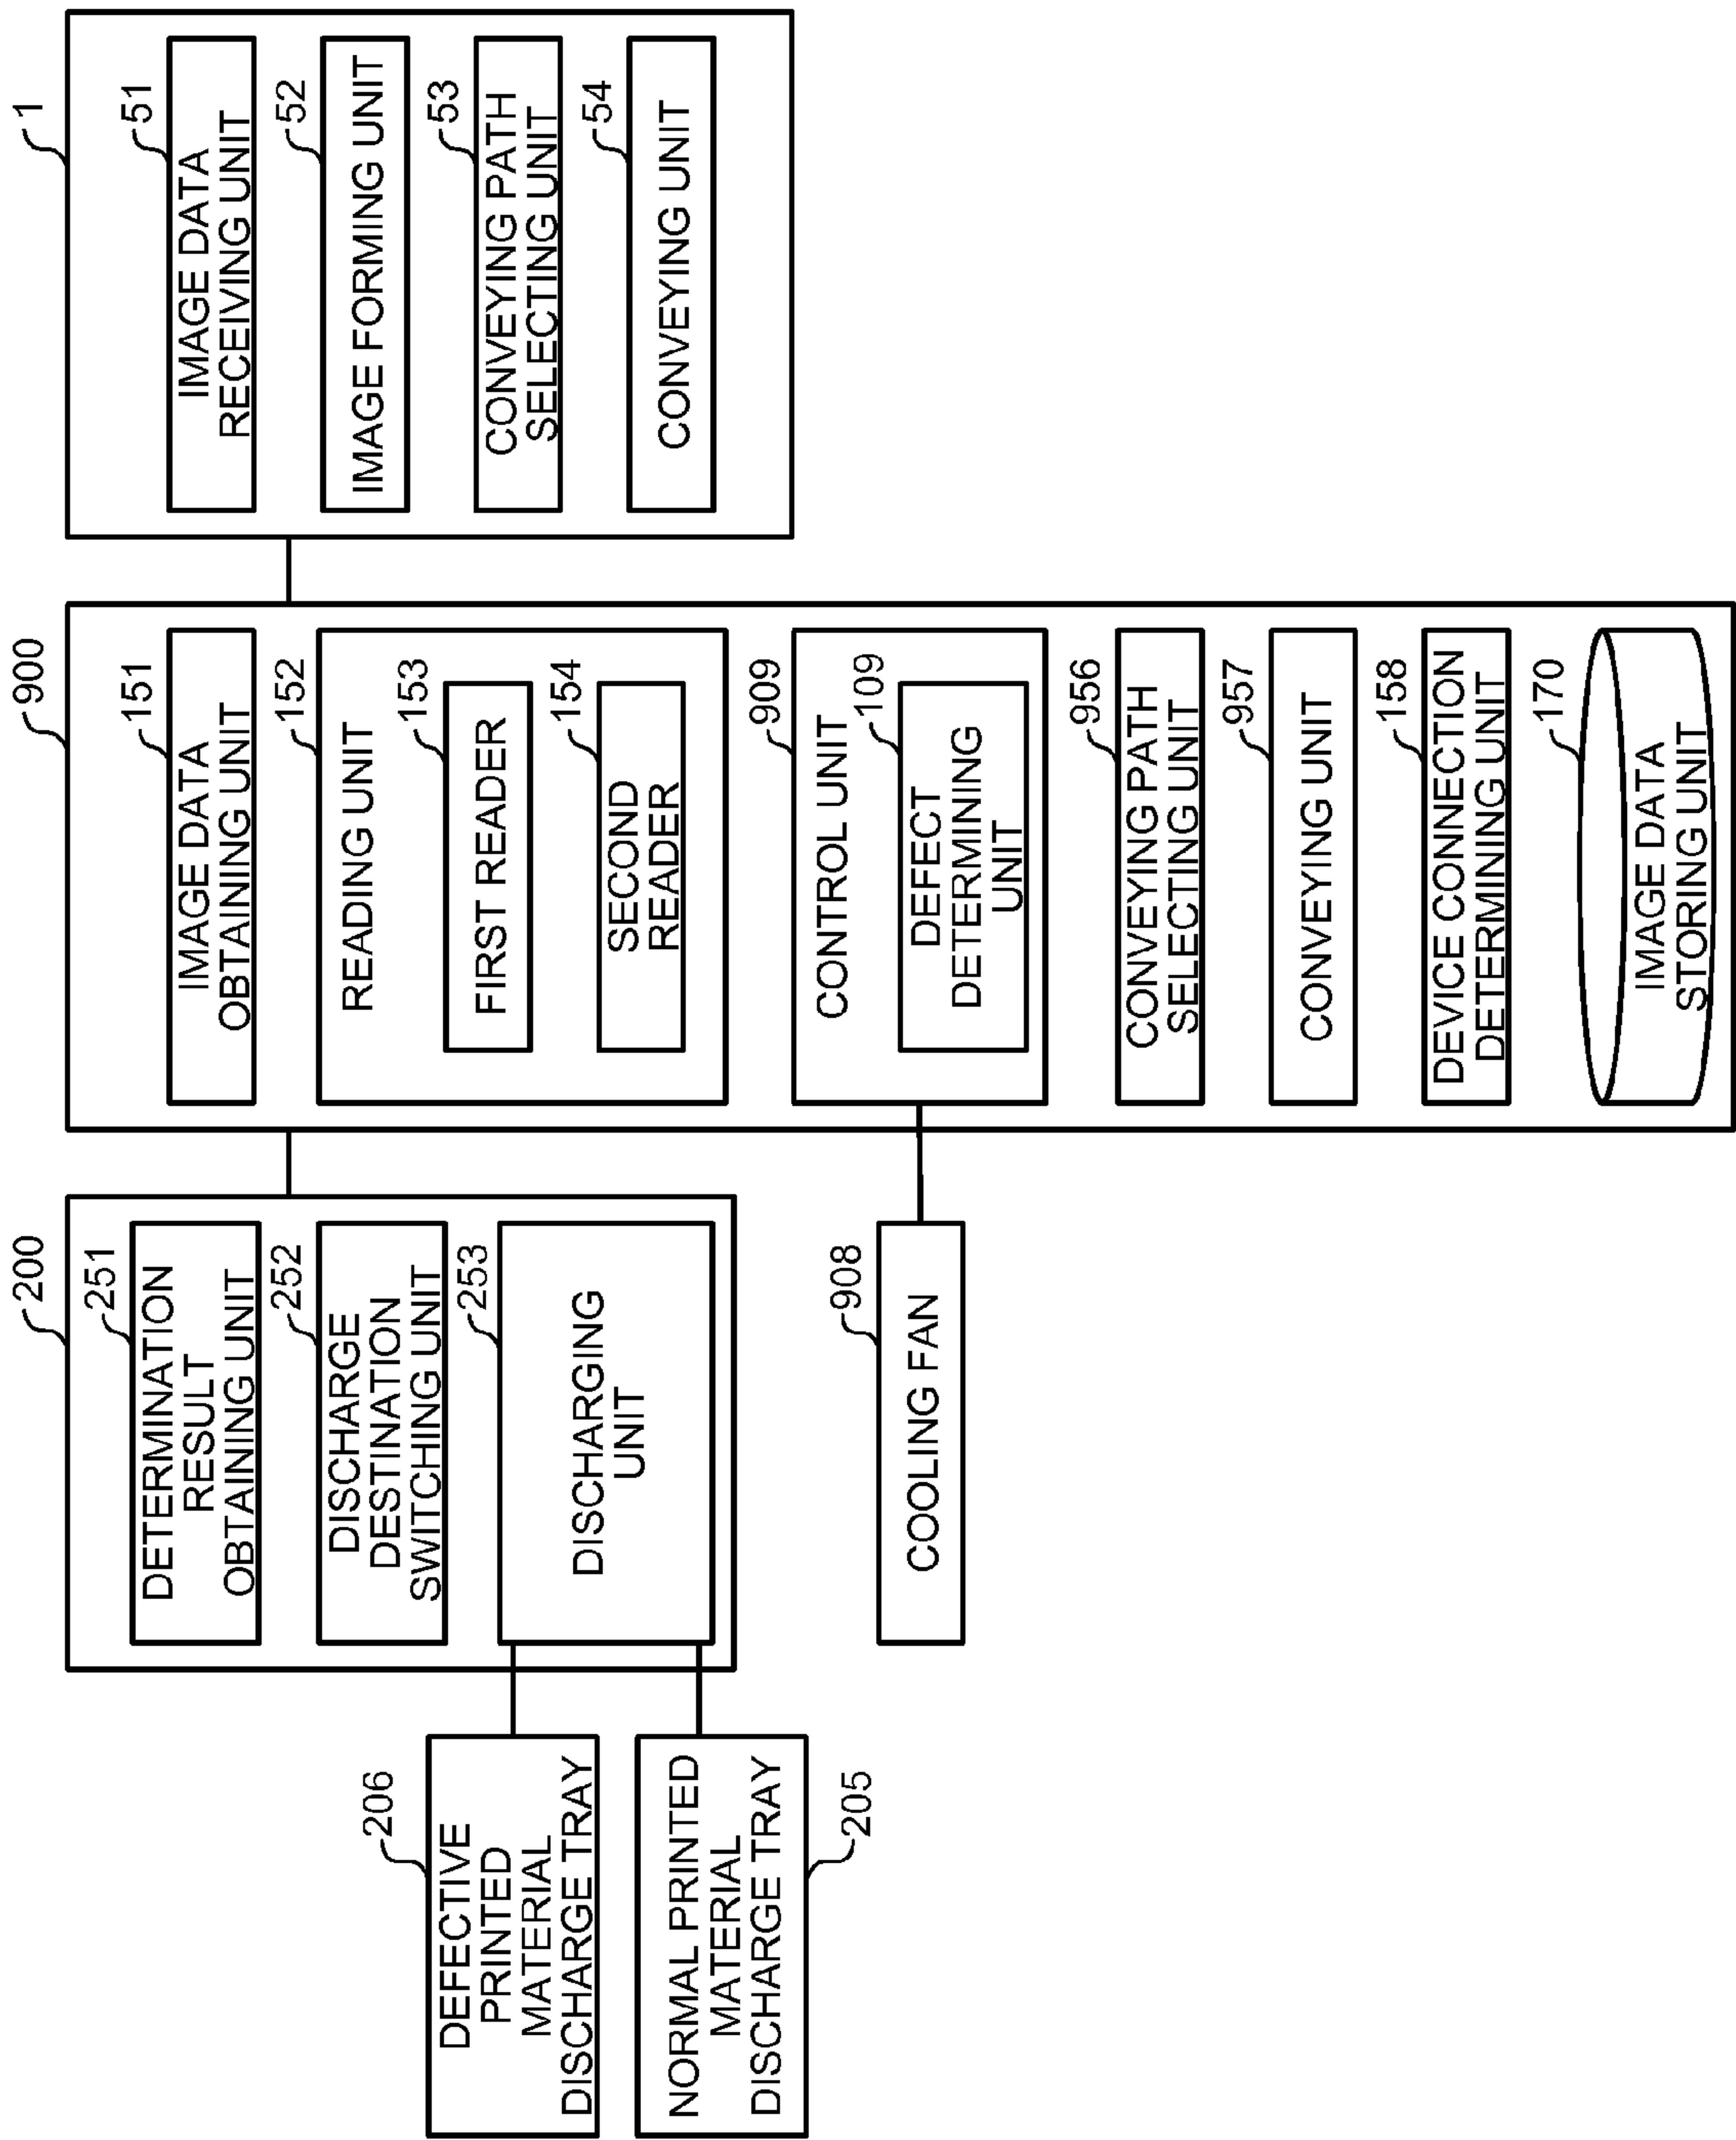 200
DETERMINATION
RESULT
OBTAINING UNIT
251
DISCHARGE
DESTINATION
SWITCHING UNIT
252
DISCHARGING
UNIT
253
206
DEFECTIVE
PRINTED
MATERIAL
DISCHARGE TRAY
NORMAL PRINTED
MATERIAL
DISCHARGE TRAY
205
COOLING FAN
908
900
IMAGE DATA
OBTAINING UNIT
151
READING UNIT
152
FIRST READER
153
SECOND
READER
154
CONTROL UNIT
909
DEFECT
DETERMINING
UNIT
109
CONVEYING PATH
SELECTING UNIT
956
CONVEYING UNIT
957
DEVICE CONNECTION
DETERMINING UNIT
158
IMAGE DATA
STORING UNIT
170
1
IMAGE DATA
RECEIVING UNIT
51
IMAGE FORMING UNIT
52
CONVEYING PATH
SELECTING UNIT
53
CONVEYING UNIT
54